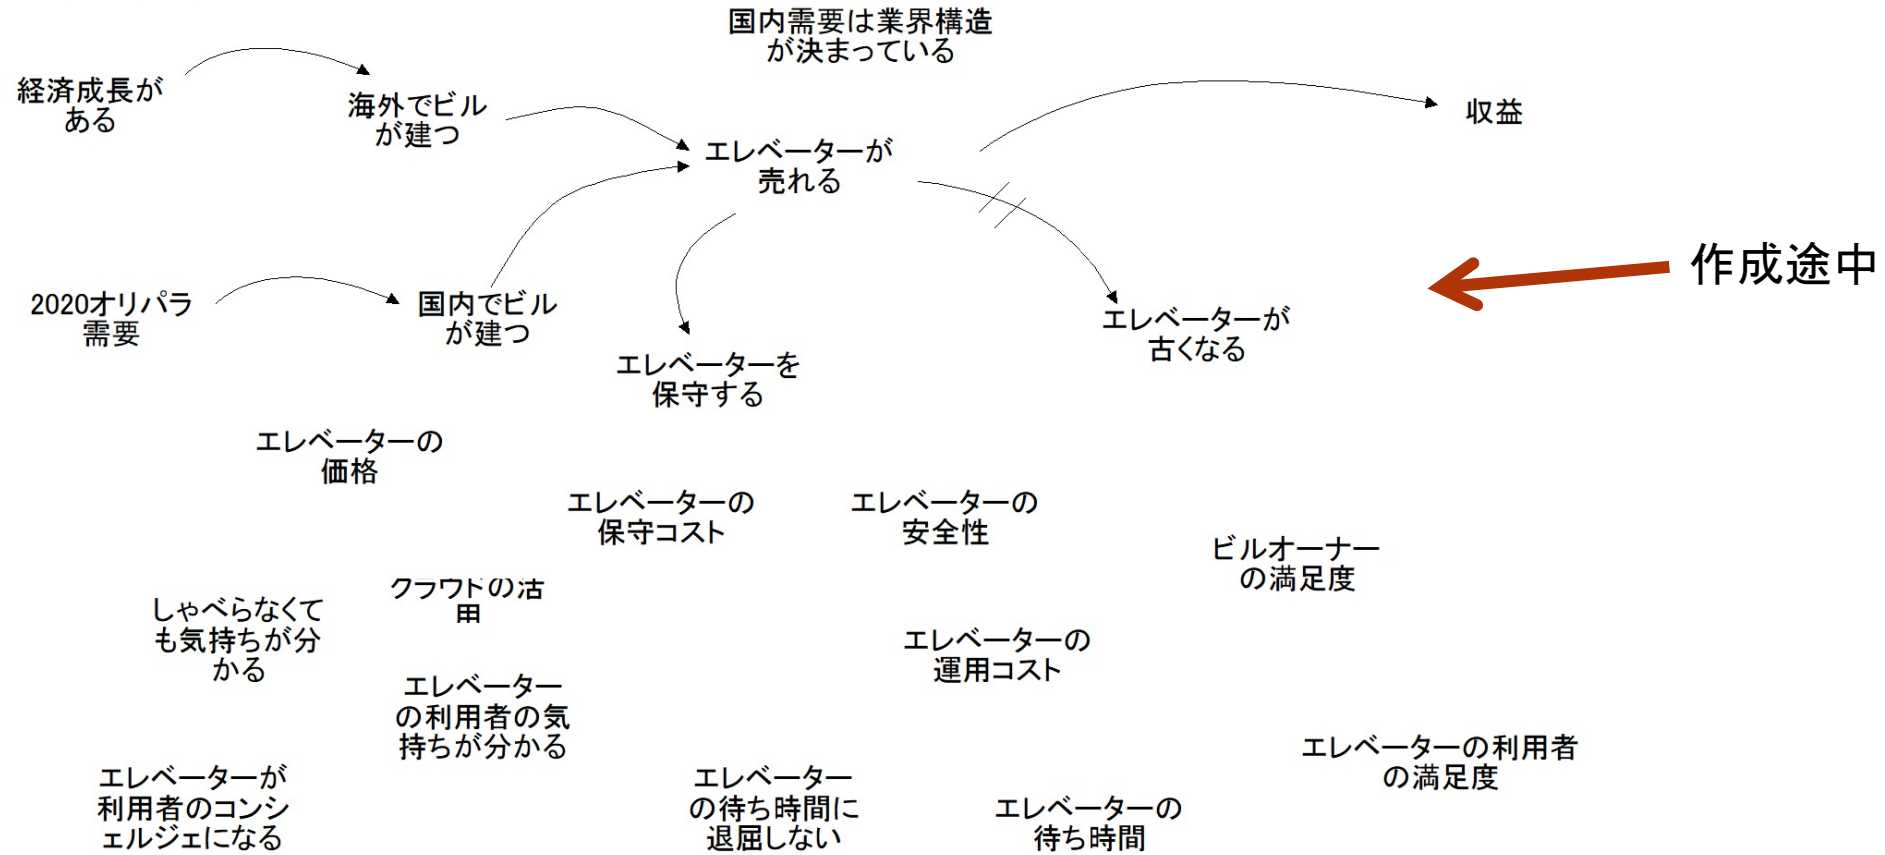 国内需要は業界構造
が決まっている
経済成長が
ある
海外でビル
が建つ
エレベーターが
売れる
収益
2020オリパラ
需要
国内でビル
が建つ
エレベーターを
保守する
エレベーターが
古くなる
作成途中
エレベーターの
価格
エレベーターの
保守コスト
エレベーターの
安全性
ビルオーナー
の満足度
しゃべらなくて
も気持ちが分
かる
クラウドの活
用
エレベーターの
運用コスト
エレベーター
の利用者の気
持ちが分かる
エレベーターの利用者
の満足度
エレベーターが
利用者のコンシ
ェルジェになる
エレベーター
の待ち時間に
退屈しない
エレベーターの
待ち時間